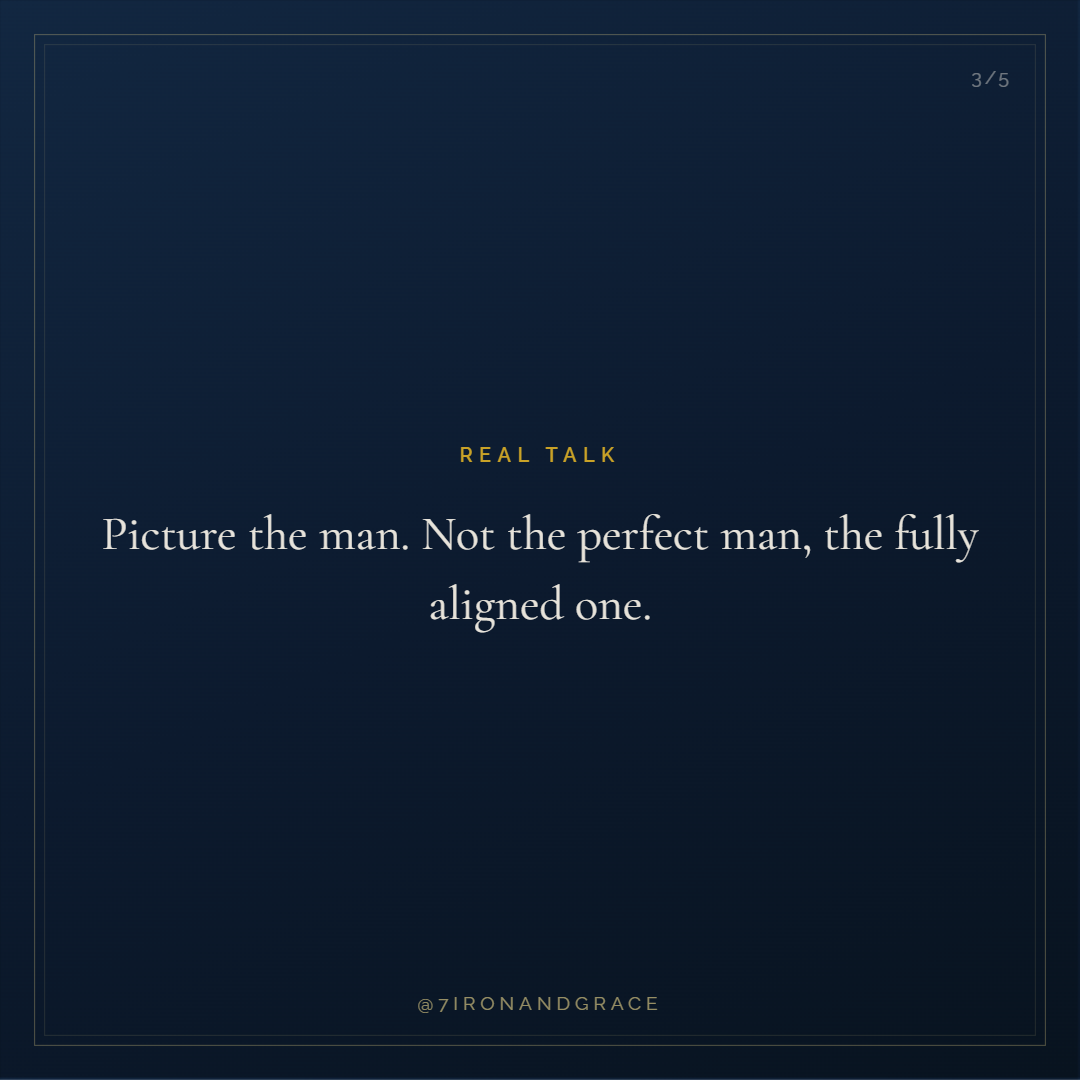 3/5
REAL TALK
Picture the man. Not the perfect man, the fully
aligned one.
@7IRONANDGRACE